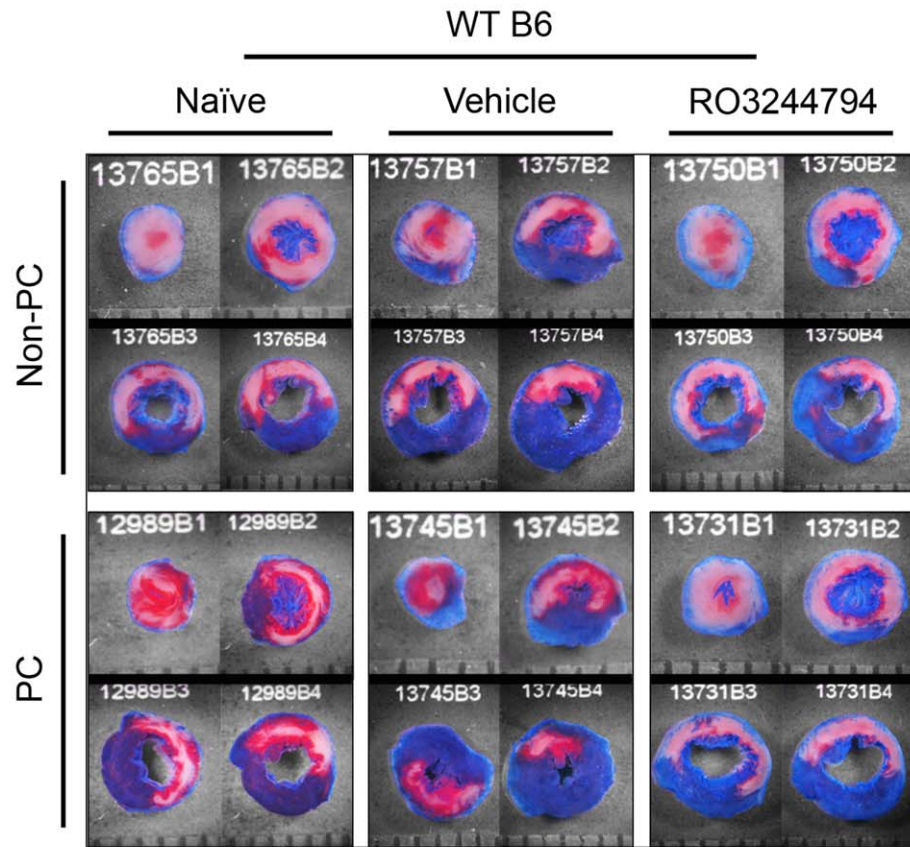 WT B6
Naïve Vehicle RO3244794
Non-PC
13765B1 13765B2 13757B1 13757B2 13750B1 13750B2
13765B3 13765B4 13757B3 13757B4 13750B3 13750B4
PC
12989B1 12989B2 13745B1 13745B2 13731B1 13731B2
12989B3 12989B4 13745B3 13745B4 13731B3 13731B4